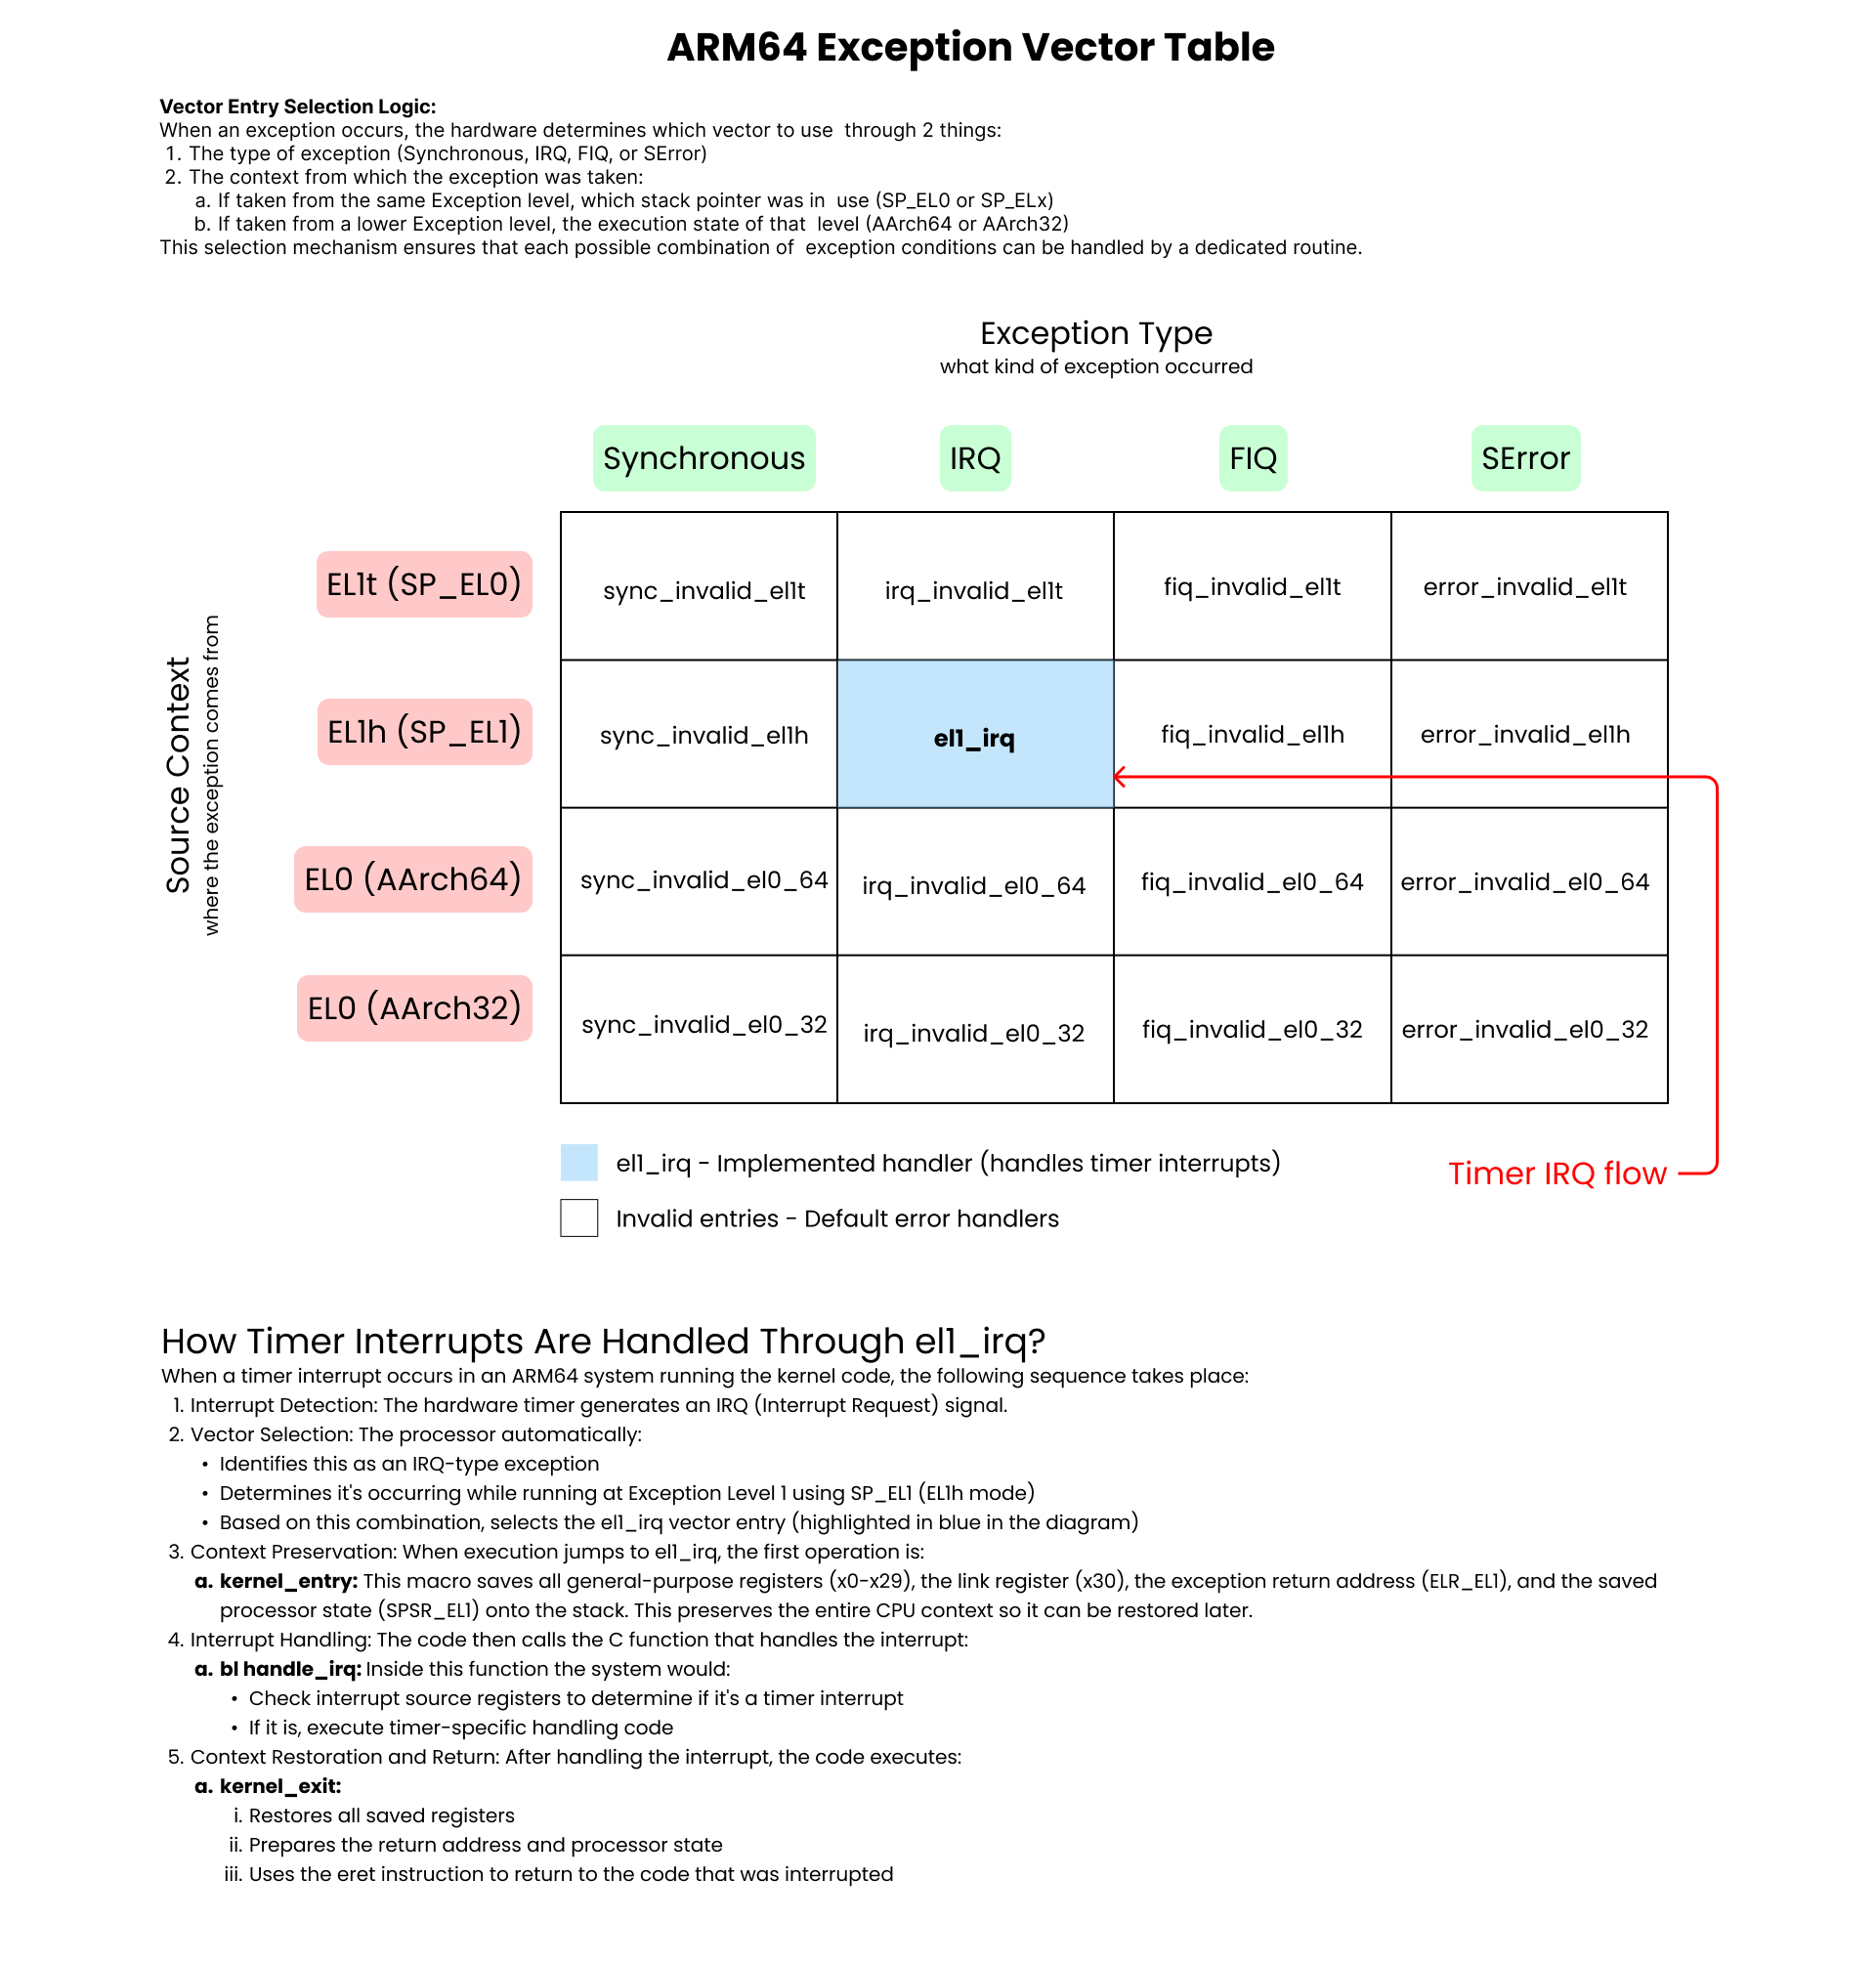 ARM64 Exception Vector Table
Vector Entry Selection Logic:
When an exception occurs, the hardware determines which vector to use  through 2 things:
1. The type of exception (Synchronous, IRQ, FIQ, or SError)
2. The context from which the exception was taken:
a. If taken from the same Exception level, which stack pointer was in  use (SP_EL0 or SP_ELx)
b. If taken from a lower Exception level, the execution state of that  level (AArch64 or AArch32)
This selection mechanism ensures that each possible combination of  exception conditions can be handled by a dedicated routine.
Exception Type
what kind of exception occurred
Synchronous
IRQ
FIQ
SError
Source Context
where the exception comes from
EL1t (SP_EL0)
sync_invalid_el1t
irq_invalid_el1t
fiq_invalid_el1t
error_invalid_el1t
EL1h (SP_EL1)
sync_invalid_el1h
el1_irq
fiq_invalid_el1h
error_invalid_el1h
EL0 (AArch64)
sync_invalid_el0_64
irq_invalid_el0_64
fiq_invalid_el0_64
error_invalid_el0_64
EL0 (AArch32)
sync_invalid_el0_32
irq_invalid_el0_32
fiq_invalid_el0_32
error_invalid_el0_32
el1_irq - Implemented handler (handles timer interrupts)
Timer IRQ flow
Invalid entries - Default error handlers
How Timer Interrupts Are Handled Through el1_irq?
When a timer interrupt occurs in an ARM64 system running the kernel code, the following sequence takes place:
1. Interrupt Detection: The hardware timer generates an IRQ (Interrupt Request) signal.
2. Vector Selection: The processor automatically:
• Identifies this as an IRQ-type exception
• Determines it's occurring while running at Exception Level 1 using SP_EL1 (EL1h mode)
• Based on this combination, selects the el1_irq vector entry (highlighted in blue in the diagram)
3. Context Preservation: When execution jumps to el1_irq, the first operation is:
a. kernel_entry: This macro saves all general-purpose registers (x0-x29), the link register (x30), the exception return address (ELR_EL1), and the saved
processor state (SPSR_EL1) onto the stack. This preserves the entire CPU context so it can be restored later.
4. Interrupt Handling: The code then calls the C function that handles the interrupt:
a. bl handle_irq: Inside this function the system would:
• Check interrupt source registers to determine if it's a timer interrupt
• If it is, execute timer-specific handling code
5. Context Restoration and Return: After handling the interrupt, the code executes:
a. kernel_exit:
i. Restores all saved registers
ii. Prepares the return address and processor state
iii. Uses the eret instruction to return to the code that was interrupted